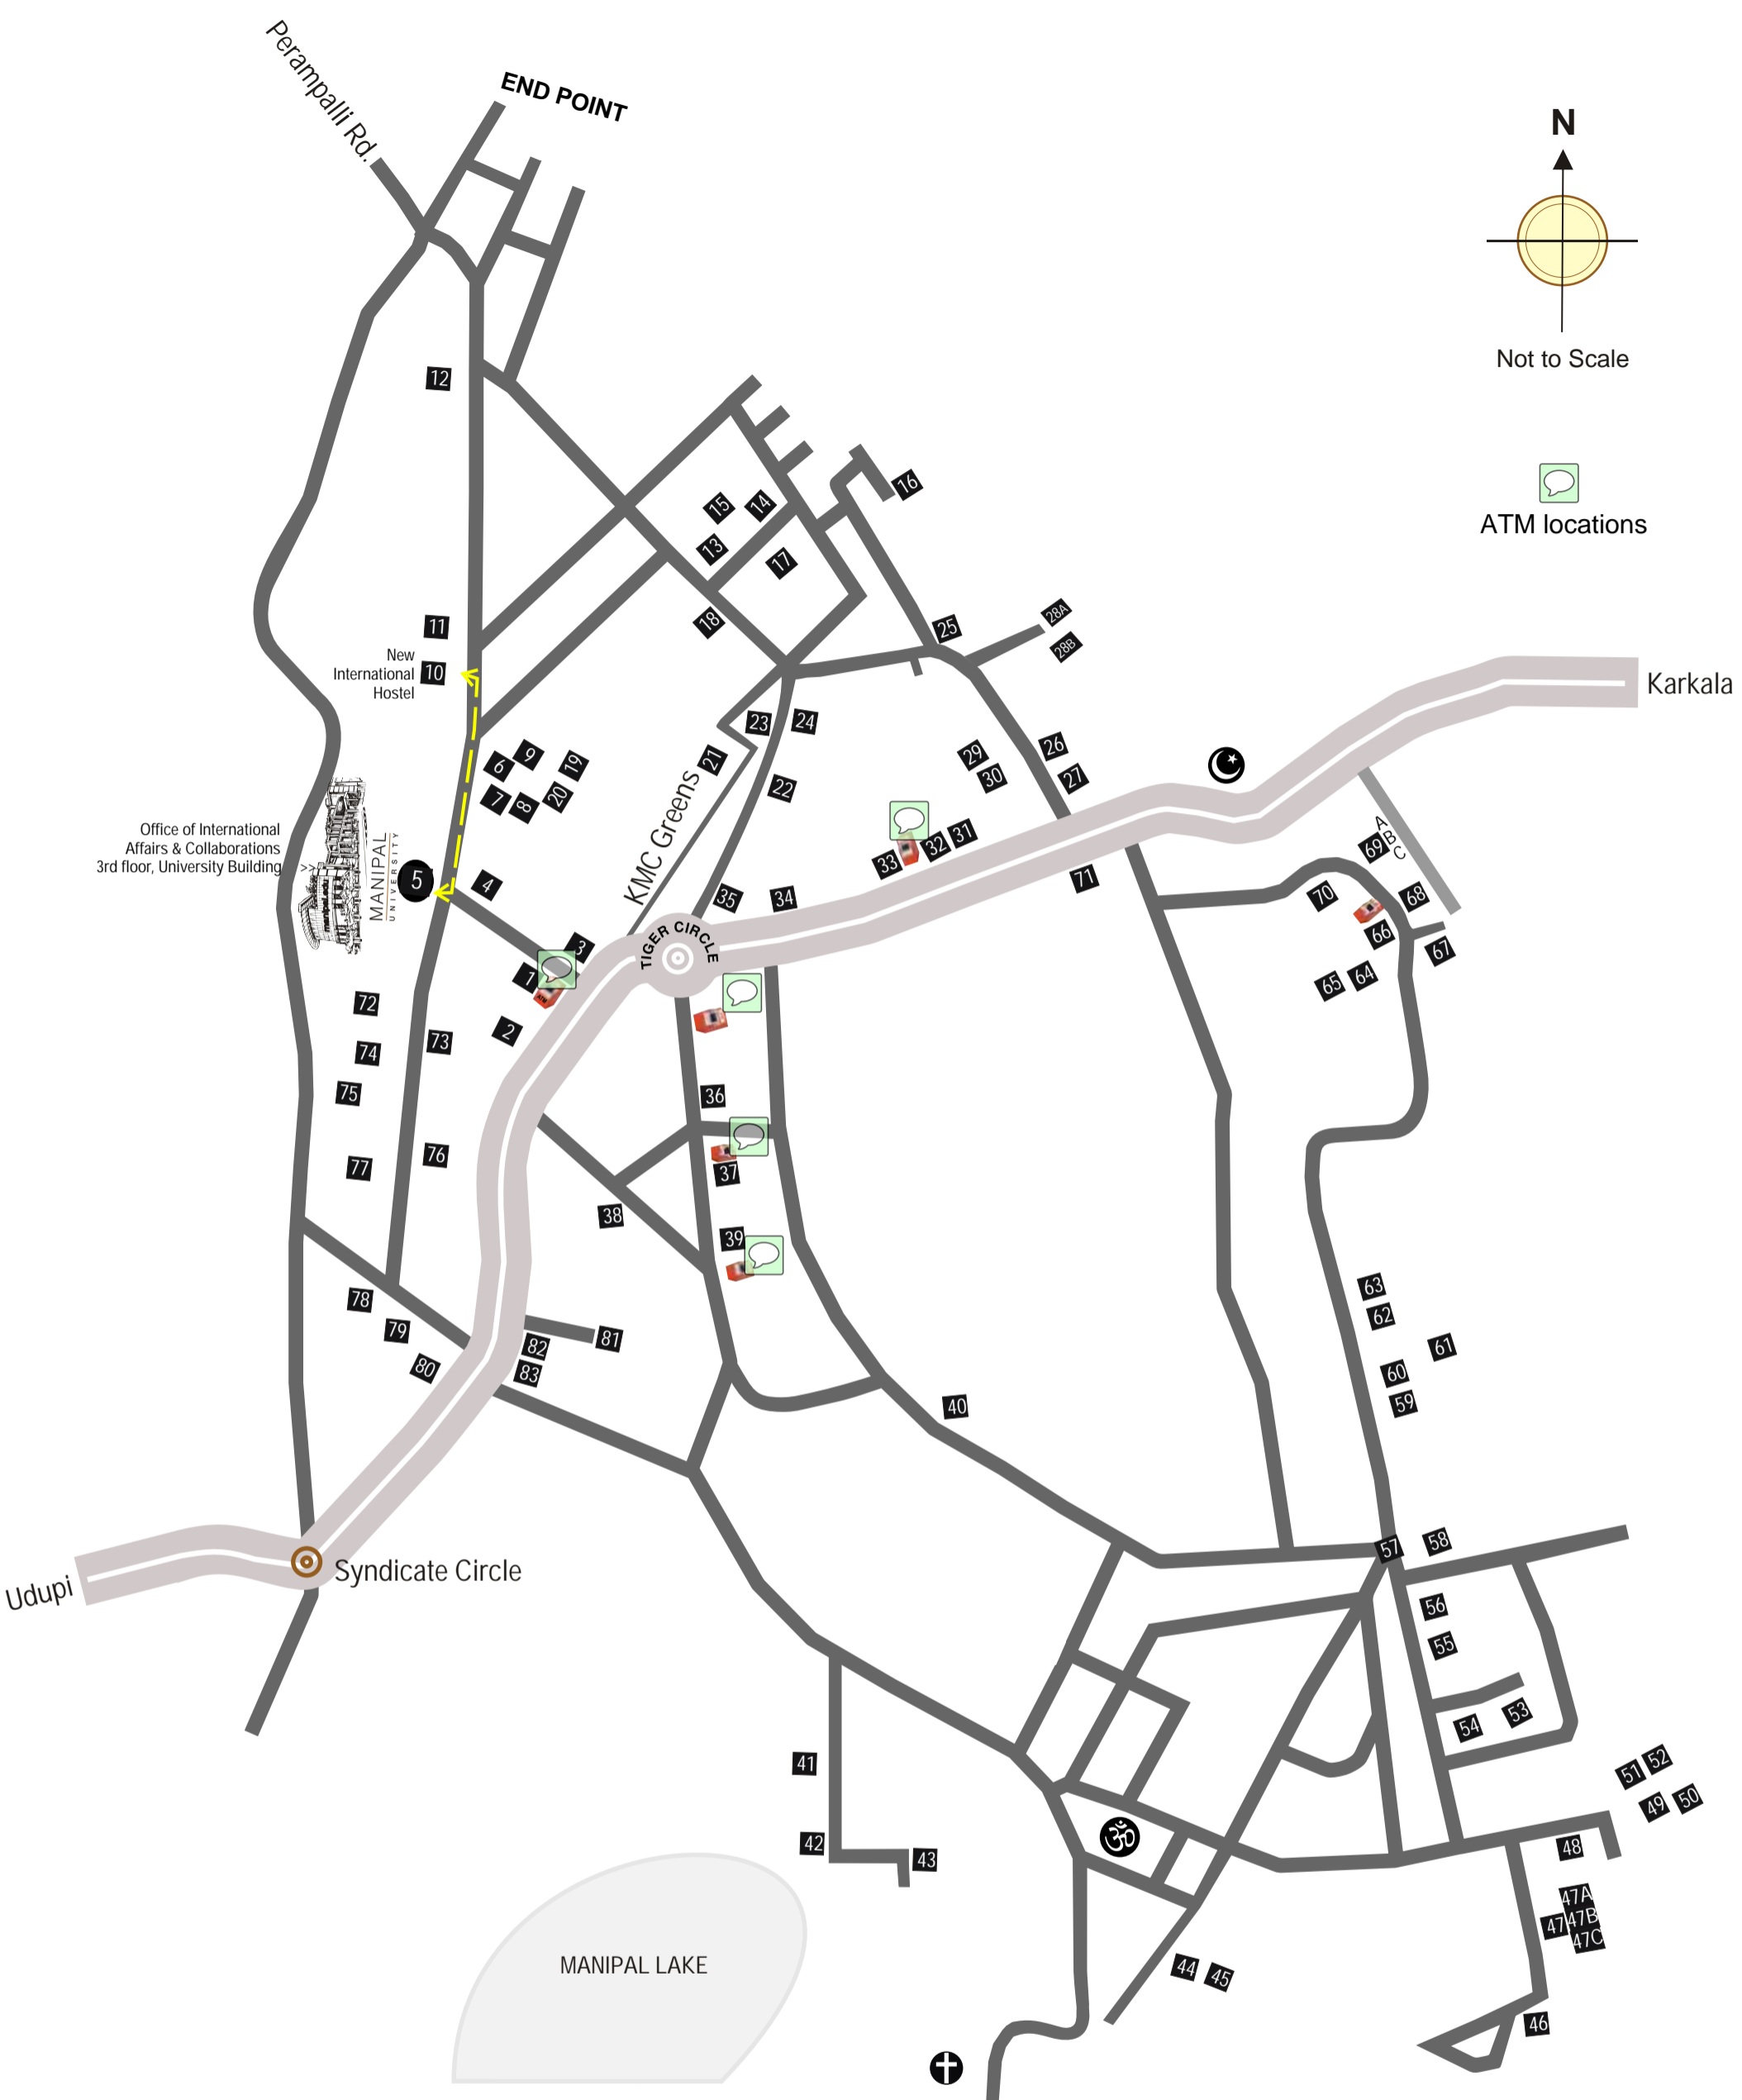 Perampalli Rd.
END POINT
N
Not to Scale
ATM locations
12
16
15
14
13
17
18
11
New
International
Hostel
10
25
28A
28B
Karkala
23
24
21
22
26
27
29
30
9
6
19
7
8
20
KMC Greens
Office of International
Affairs & Collaborations
3rd floor, University Building
>>
manipal.edu
MANIPAL
UNIVERSITY
5
4
33
32
31
A
B
C
69
71
70
68
66
67
65
64
35
34
TIGER CIRCLE
3
1
ATM
2
72
73
74
75
36
76
77
37
38
39
78
79
80
81
82
83
63
62
61
60
59
40
57
58
Syndicate Circle
Udupi
56
55
54
53
41
51
52
49
50
42
43
ॐ
48
47A
47
47B
47C
44
45
46
MANIPAL LAKE